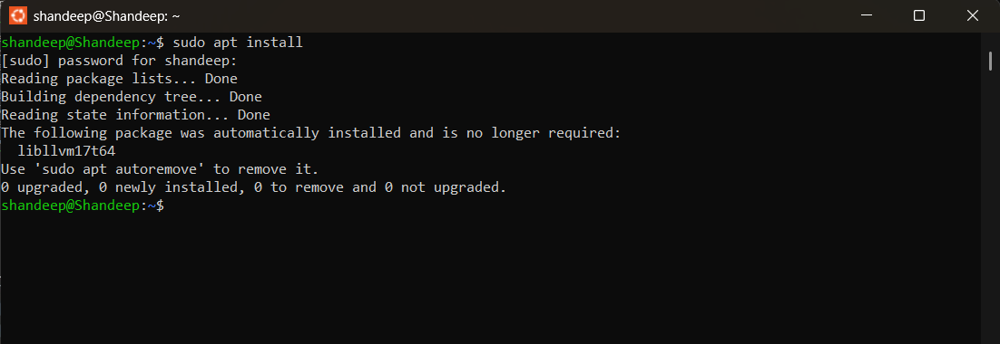 shandeep@Shandeep: ~
shandeep@Shandeep:~$ sudo apt install
[sudo] password for shandeep:
Reading package lists... Done
Building dependency tree... Done
Reading state information... Done
The following package was automatically installed and is no longer required:
  libllvm17t64
Use 'sudo apt autoremove' to remove it.
0 upgraded, 0 newly installed, 0 to remove and 0 not upgraded.
shandeep@Shandeep:~$